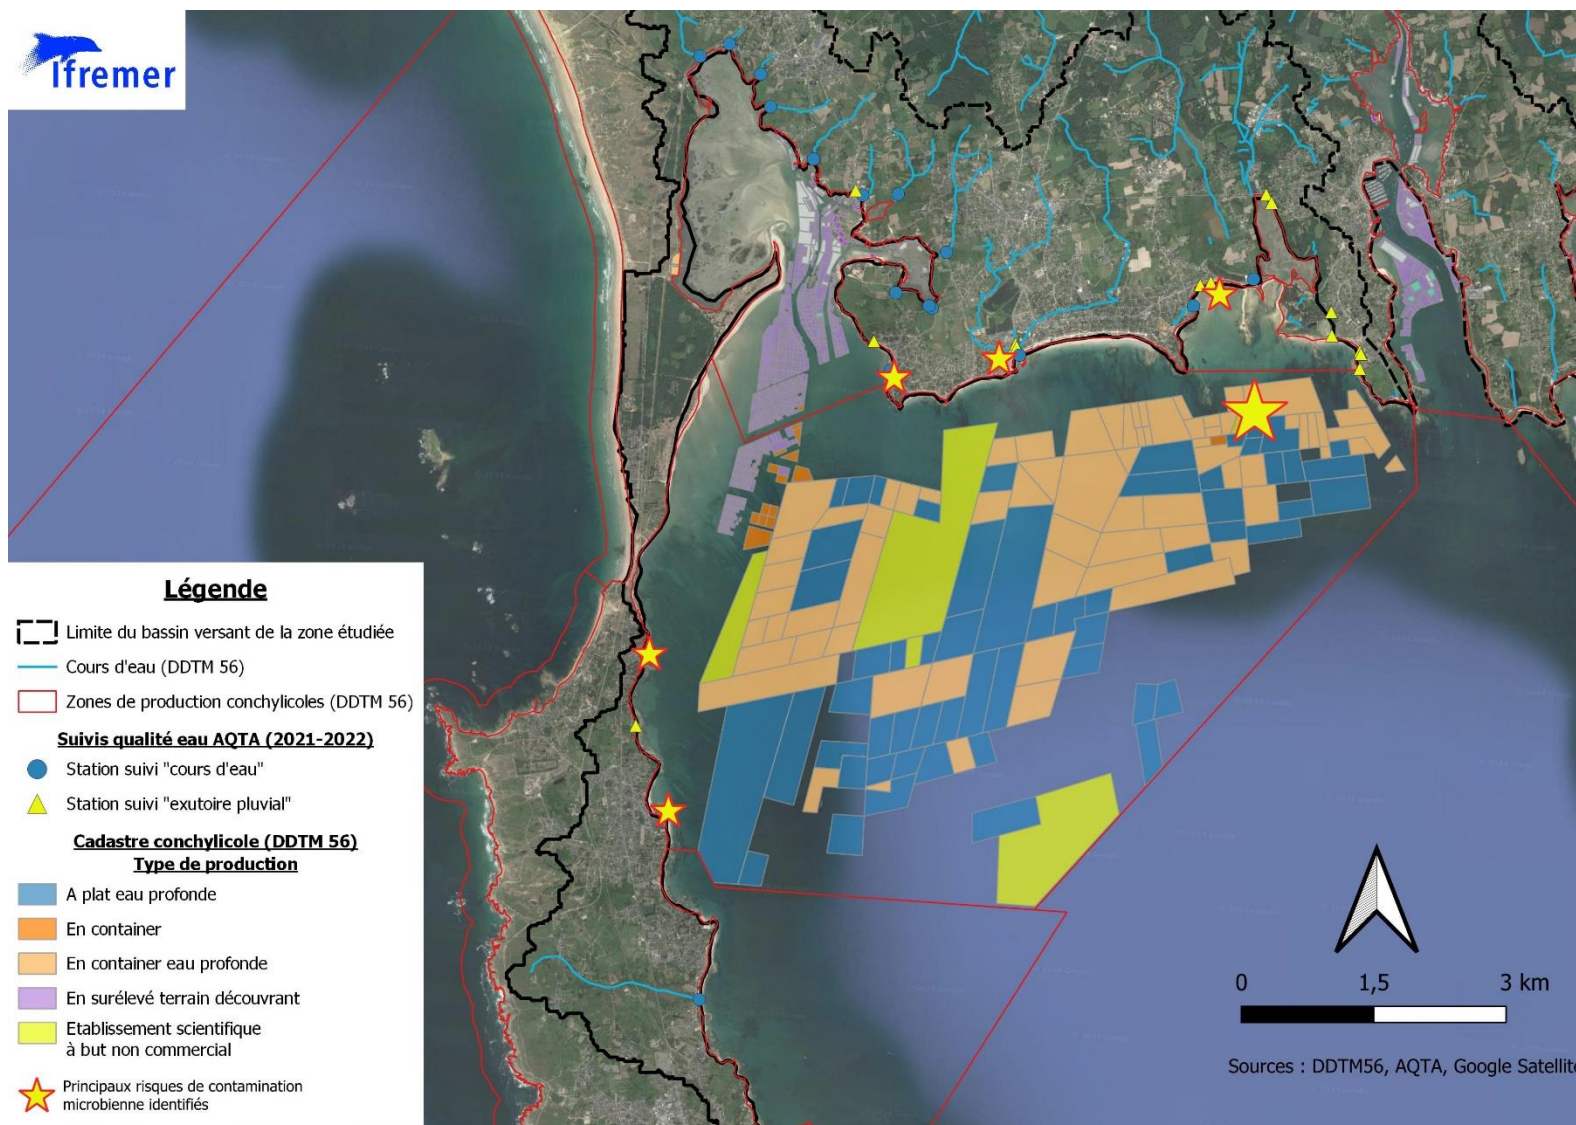 Ifremer
Légende
Limite du bassin versant de la zone étudiée
Cours d'eau (DDTM 56)
Zones de production conchylicoles (DDTM 56)
Suivis qualité eau AQTA (2021-2022)
Station suivi "cours d'eau"
Station suivi "exutoire pluvial"
Cadastre conchylicole (DDTM 56)
Type de production
A plat eau profonde
En container
En container eau profonde
En surélevé terrain découvrant
Etablissement scientifique
à but non commercial
Principaux risques de contamination
microbienne identifiés
0 1,5 3 km
Sources : DDTM56, AQTA, Google Satellite